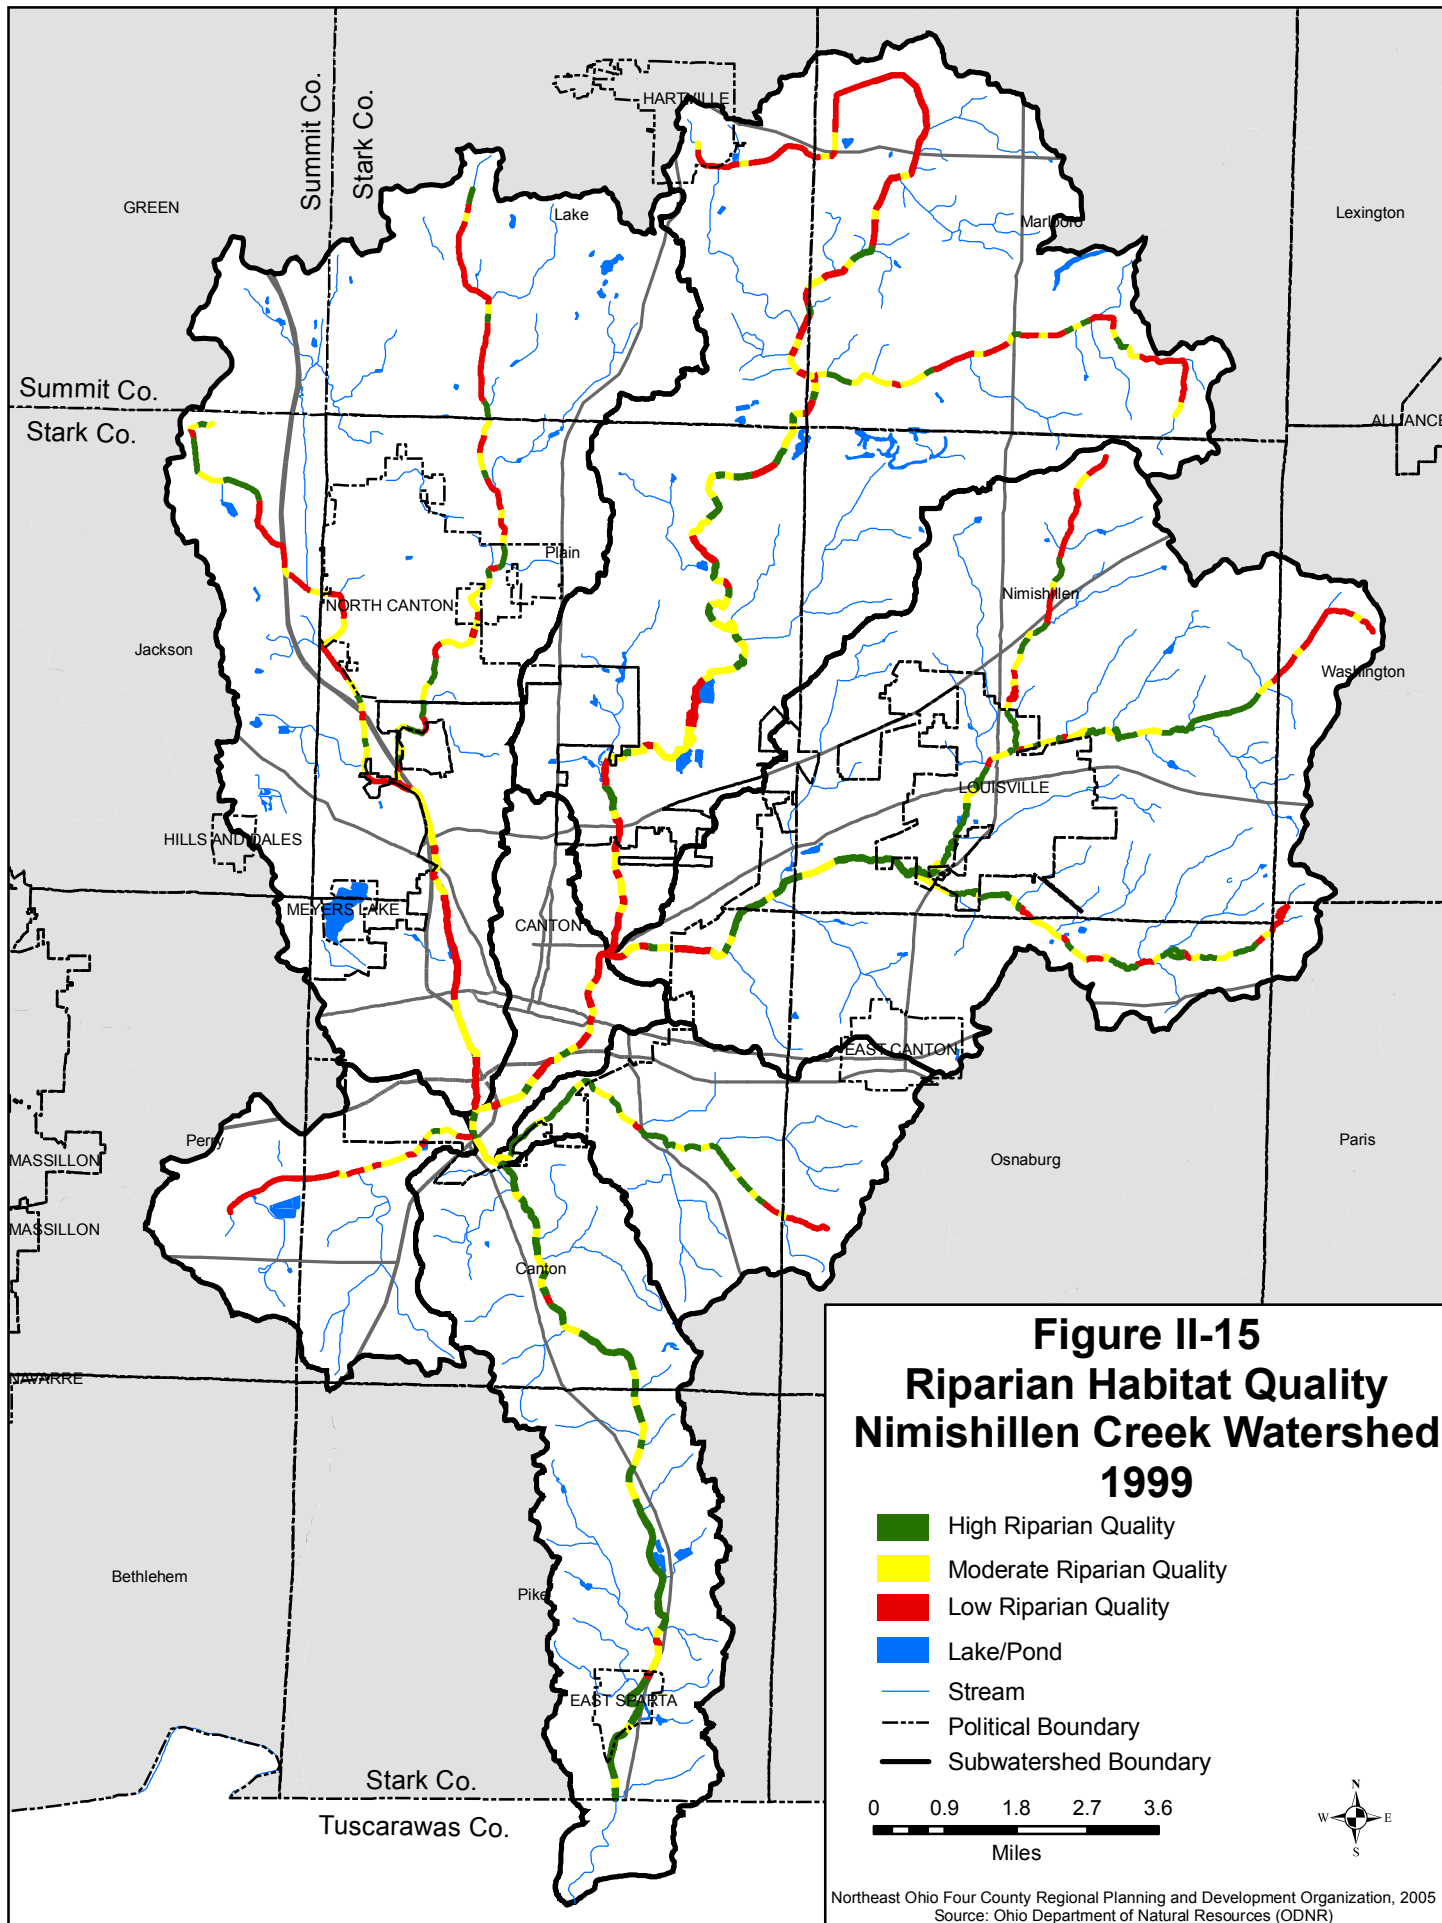 HARTVILLE
Summit Co.
Stark Co.
GREEN
Lake
Marlboro
Lexington
Summit Co.
Stark Co.
ALLIANCE
Plain
NORTH CANTON
Nimishillen
Jackson
Washington
LOUISVILLE
HILLS AND DALES
MEYERS LAKE
CANTON
EAST CANTON
Perry
MASSILLON
Osnaburg
Paris
MASSILLON
Canton
NAVARRE
Bethlehem
Pike
EAST SPARTA
Stark Co.
Tuscarawas Co.
Figure II-15
Riparian Habitat Quality
Nimishillen Creek Watershed
1999
High Riparian Quality
Moderate Riparian Quality
Low Riparian Quality
Lake/Pond
Stream
Political Boundary
Subwatershed Boundary
0 0.9 1.8 2.7 3.6
Miles
N
W E
S
Northeast Ohio Four County Regional Planning and Development Organization, 2005
Source: Ohio Department of Natural Resources (ODNR)